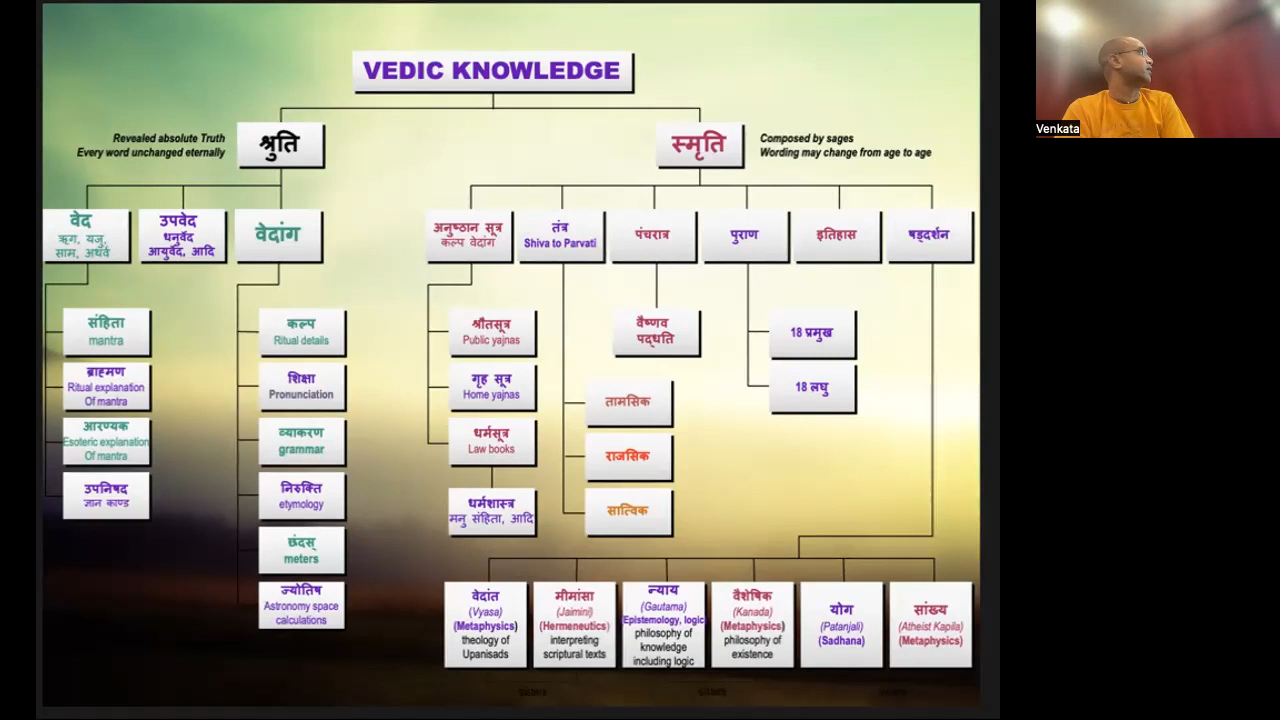 VEDIC KNOWLEDGE
Revealed absolute Truth
Every word unchanged eternally
श्रुति
स्मृति
Composed by sages
Wording may change from age to age
वेद
ऋग, यजु,
साम, अथर्व
उपवेद
धनुर्वेद
आयुर्वेद, आदि
वेदांग
अनुष्ठान सूत्र
कल्प वेदांग
तंत्र
Shiva to Parvati
पंचरात्र
पुराण
इतिहास
षड्दर्शन
संहिता
mantra
ब्राह्मण
Ritual explanation
Of mantra
आरण्यक
Esoteric explanation
Of mantra
उपनिषद
ज्ञान काण्ड
कल्प
Ritual details
शिक्षा
Pronunciation
व्याकरण
grammar
निरुक्ति
etymology
छंदस्
meters
ज्योतिष
Astronomy space
calculations
श्रौतसूत्र
Public yajnas
गृह सूत्र
Home yajnas
धर्मसूत्र
Law books
धर्मशास्त्र
मनु संहिता, आदि
वैष्णव
पद्धति
तामसिक
राजसिक
सात्विक
18 प्रमुख
18 लघु
वेदांत
(Vyasa)
(Metaphysics)
theology of
Upanisads
मीमांसा
(Jaimini)
(Hermeneutics)
interpreting
scriptural texts
न्याय
(Gautama)
Epistemology, logic
philosophy of
knowledge
including logic
वैशेषिक
(Kanada)
(Metaphysics)
philosophy of
existence
योग
(Patanjali)
(Sadhana)
सांख्य
(Atheist Kapila)
(Metaphysics)
Venkata